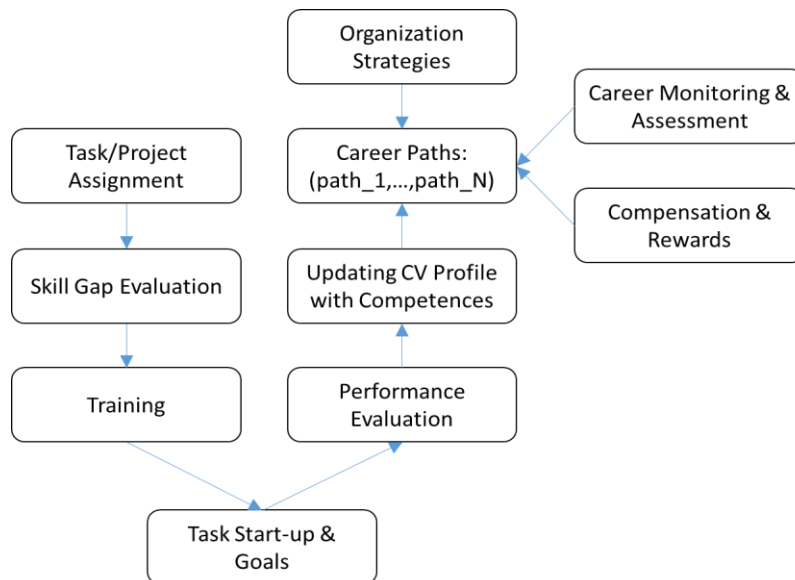 Organization
Strategies
Career Monitoring &
Assessment
Task/Project
Assignment
Career Paths:
(path_1,...,path_N)
Compensation &
Rewards
Skill Gap Evaluation
Updating CV Profile
with Competences
Training
Performance
Evaluation
Task Start-up &
Goals